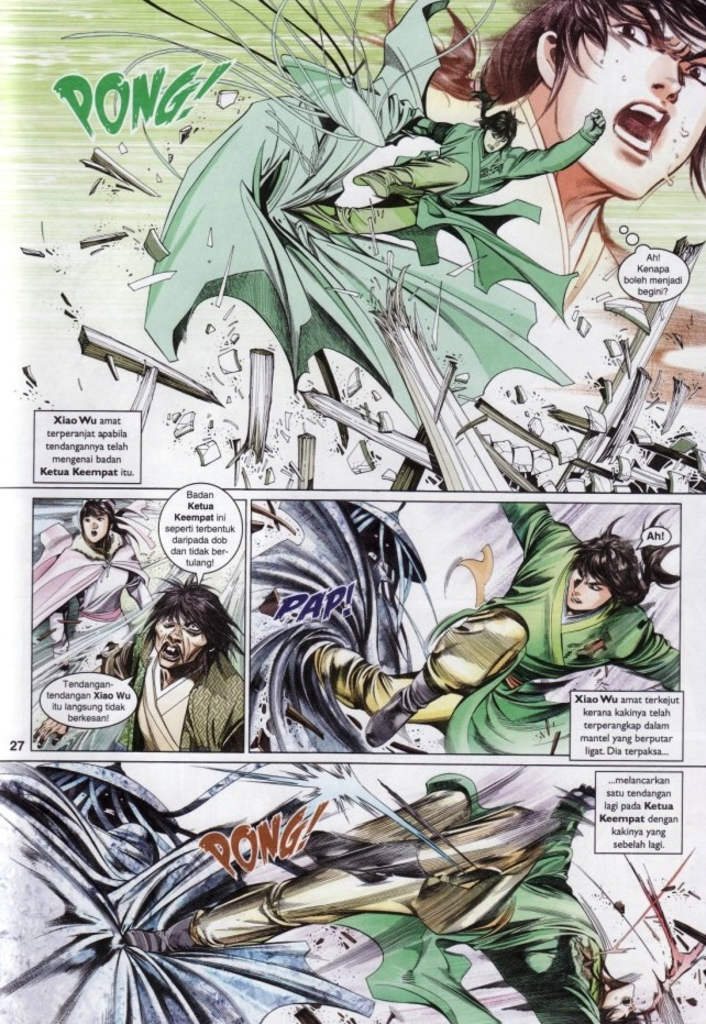 PONG!
Ah!
Kenapa
boleh menjadi
begini?
Xiao Wu amat
terperanjat apabila
tendangannya telah
mengenai badan
Ketua Keempat itu.
Badan
Ketua
Keempat ini
seperti terbentuk
daripada dob
dan tidak ber-
tulang!
Tendangan-
tendangan Xiao Wu
itu langsung tidak
berkesan!
PAP!
Ah!
Xiao Wu amat terkejut
kerana kakinya telah
terperangkap dalam
mantel yang berputar
ligat. Dia terpaksa...
27
...melancarkan
satu tendangan
lagi pada Ketua
Keempat dengan
kakinya yang
sebelah lagi.
PONG!